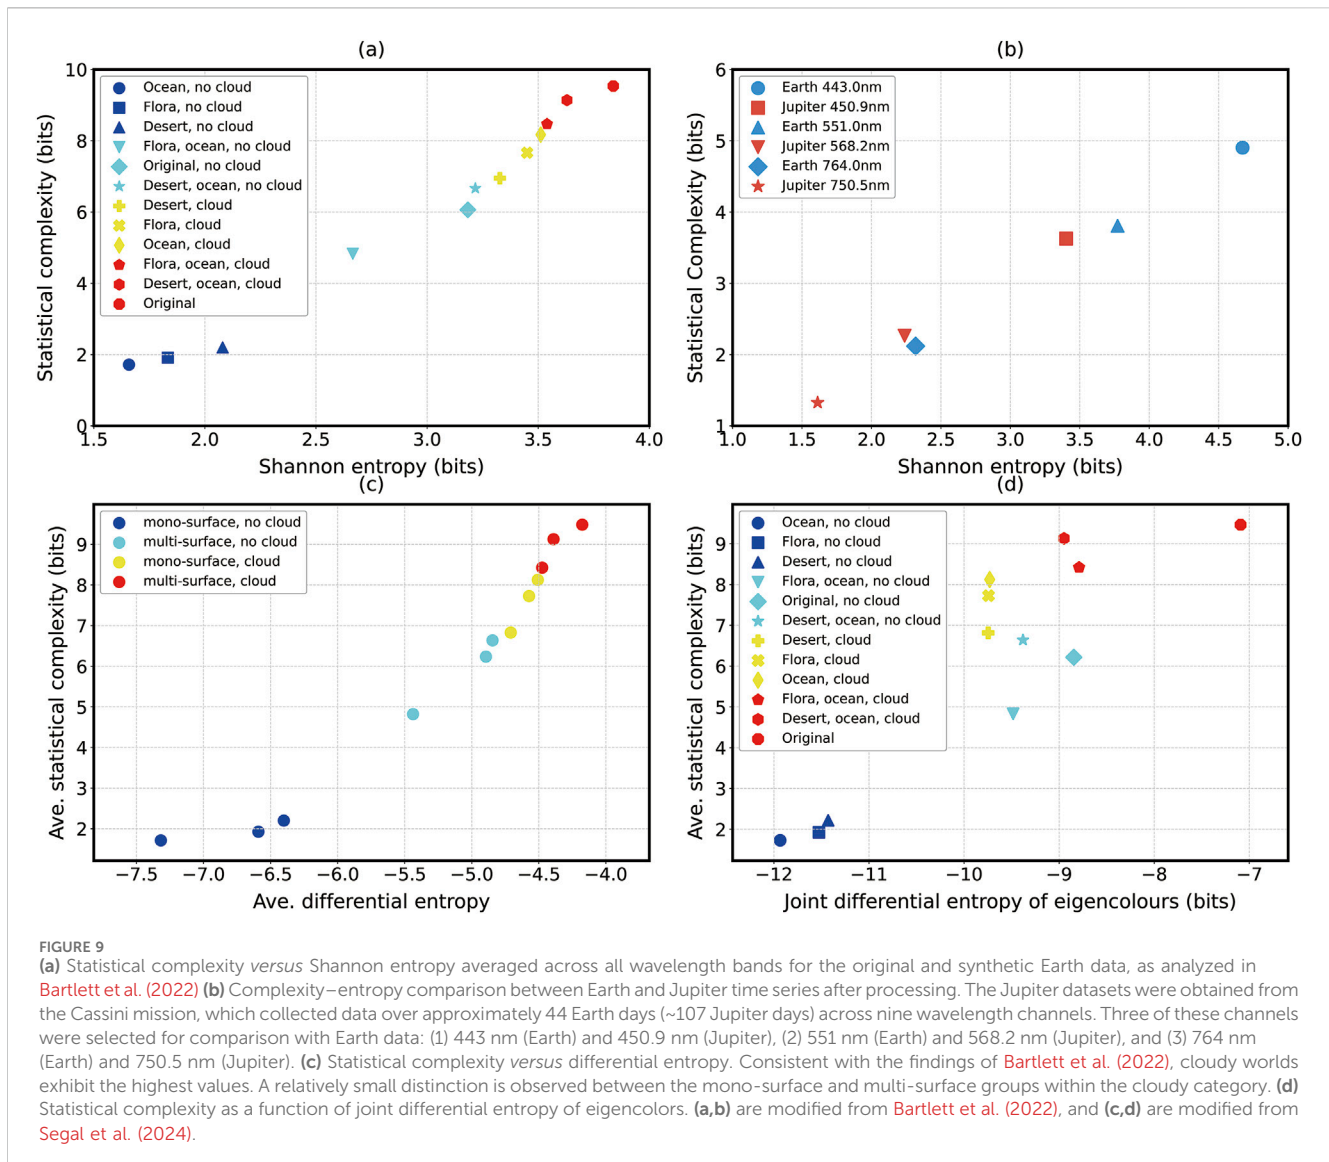 (a)
10
8
6
4
2
0
1.5 2.0 2.5 3.0 3.5 4.0
Statistical complexity (bits)
Shannon entropy (bits)
Ocean, no cloud
Flora, no cloud
Desert, no cloud
Flora, ocean, no cloud
Original, no cloud
Desert, ocean, no cloud
Desert, cloud
Flora, cloud
Ocean, cloud
Flora, ocean, cloud
Desert, ocean, cloud
Original
(b)
6
5
4
3
2
1
1.0 1.5 2.0 2.5 3.0 3.5 4.0 4.5 5.0
Statistical Complexity (bits)
Shannon entropy (bits)
Earth 443.0nm
Jupiter 450.9nm
Earth 551.0nm
Jupiter 568.2nm
Earth 764.0nm
Jupiter 750.5nm
(c)
9
8
7
6
5
4
3
2
−7.5 −7.0 −6.5 −6.0 −5.5 −5.0 −4.5 −4.0
Ave. statistical complexity (bits)
Ave. differential entropy
mono-surface, no cloud
multi-surface, no cloud
mono-surface, cloud
multi-surface, cloud
(d)
9
8
7
6
5
4
3
2
−12 −11 −10 −9 −8 −7
Ave. statistical complexity (bits)
Joint differential entropy of eigencolours (bits)
Ocean, no cloud
Flora, no cloud
Desert, no cloud
Flora, ocean, no cloud
Original, no cloud
Desert, ocean, no cloud
Desert, cloud
Flora, cloud
Ocean, cloud
Flora, ocean, cloud
Desert, ocean, cloud
Original
FIGURE 9
(a) Statistical complexity versus Shannon entropy averaged across all wavelength bands for the original and synthetic Earth data, as analyzed in
Bartlett et al. (2022) (b) Complexity–entropy comparison between Earth and Jupiter time series after processing. The Jupiter datasets were obtained from
the Cassini mission, which collected data over approximately 44 Earth days (~107 Jupiter days) across nine wavelength channels. Three of these channels
were selected for comparison with Earth data: (1) 443 nm (Earth) and 450.9 nm (Jupiter), (2) 551 nm (Earth) and 568.2 nm (Jupiter), and (3) 764 nm
(Earth) and 750.5 nm (Jupiter). (c) Statistical complexity versus differential entropy. Consistent with the findings of Bartlett et al. (2022), cloudy worlds
exhibit the highest values. A relatively small distinction is observed between the mono-surface and multi-surface groups within the cloudy category. (d)
Statistical complexity as a function of joint differential entropy of eigencolors. (a,b) are modified from Bartlett et al. (2022), and (c,d) are modified from
Segal et al. (2024).